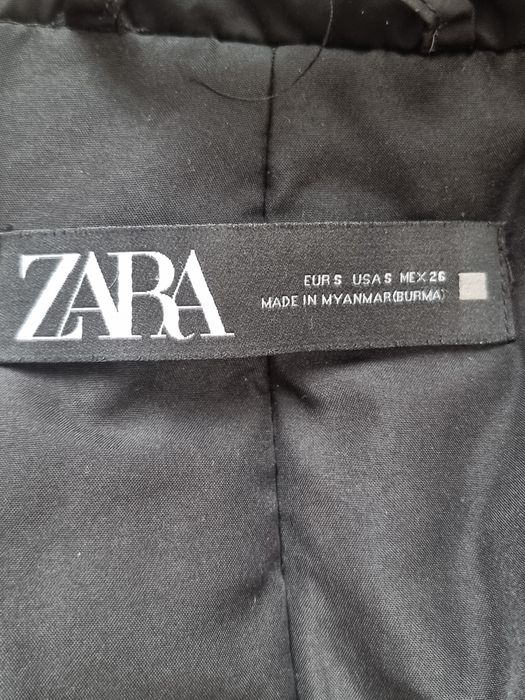 ZARA
EUR S USA S MEX 26
MADE IN MYANMAR(BURMA)